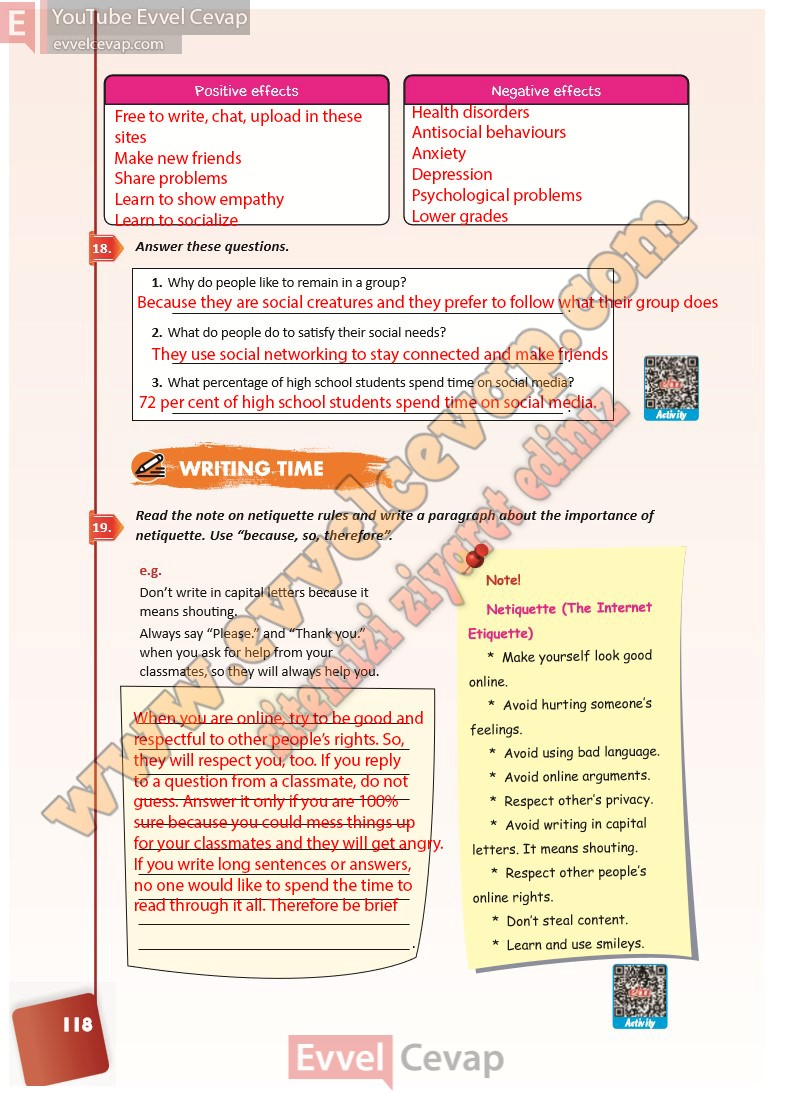 E
YouTube Evvel Cevap
evvelcevap.com
Positive effects
Free to write, chat, upload in these
sites
Make new friends
Share problems
Learn to show empathy
Learn to socialize
Negative effects
Health disorders
Antisocial behaviours
Anxiety
Depression
Psychological problems
Lower grades
18. Answer these questions.
1. Why do people like to remain in a group?
Because they are social creatures and they prefer to follow what their group does
2. What do people do to satisfy their social needs?
They use social networking to stay connected and make friends
3. What percentage of high school students spend time on social media?
72 per cent of high school students spend time on social media.
Activity
WRITING TIME
19. Read the note on netiquette rules and write a paragraph about the importance of
netiquette. Use “because, so, therefore”.
e.g.
Don’t write in capital letters because it
means shouting.
Always say “Please.” and “Thank you.”
when you ask for help from your
classmates, so they will always help you.
When you are online, try to be good and
respectful to other people’s rights. So,
they will respect you, too. If you reply
to a question from a classmate, do not
guess. Answer it only if you are 100%
sure because you could mess things up
for your classmates and they will get angry.
If you write long sentences or answers,
no one would like to spend the time to
read through it all. Therefore be brief
.
Note!
Netiquette (The Internet
Etiquette)
* Make yourself look good
online.
* Avoid hurting someone’s
feelings.
* Avoid using bad language.
* Avoid online arguments.
* Respect other’s privacy.
* Avoid writing in capital
letters. It means shouting.
* Respect other people’s
online rights.
* Don’t steal content.
* Learn and use smileys.
Activity
www.evvelcevap.com
sitemizi ziyaret ediniz
118
Evvel Cevap